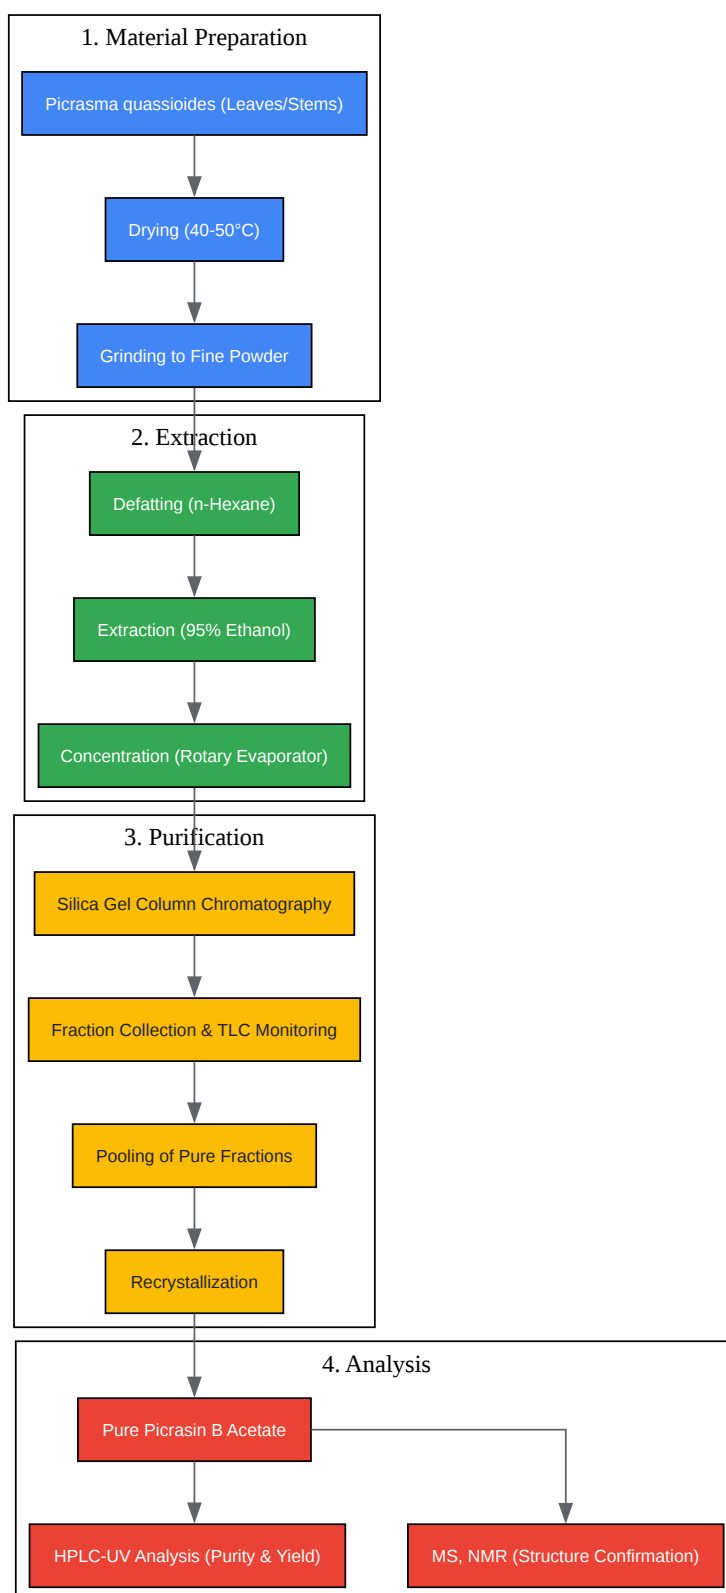 1. Material Preparation
Picrasma quassioides (Leaves/Stems)
Drying (40-50°C)
Grinding to Fine Powder
2. Extraction
Defatting (n-Hexane)
Extraction (95% Ethanol)
Concentration (Rotary Evaporator)
3. Purification
Silica Gel Column Chromatography
Fraction Collection & TLC Monitoring
Pooling of Pure Fractions
Recrystallization
4. Analysis
Pure Picrasin B Acetate
HPLC-UV Analysis (Purity & Yield)
MS, NMR (Structure Confirmation)